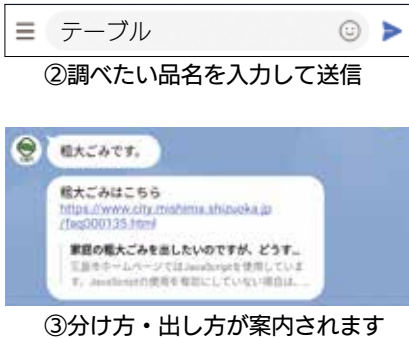 テーブル
②調べたい品名を入力して送信
粗大ごみです。
粗大ごみはこちら
https://www.city.mishima.shizuoka.jp
/faq000135.html
家庭の粗大ごみを出したいのですが、どうす...
三島市ホームページではJavaScriptを使用していま
す。JavaScriptの使用を有効にしていない場合は、...
③分け方・出し方が案内されます